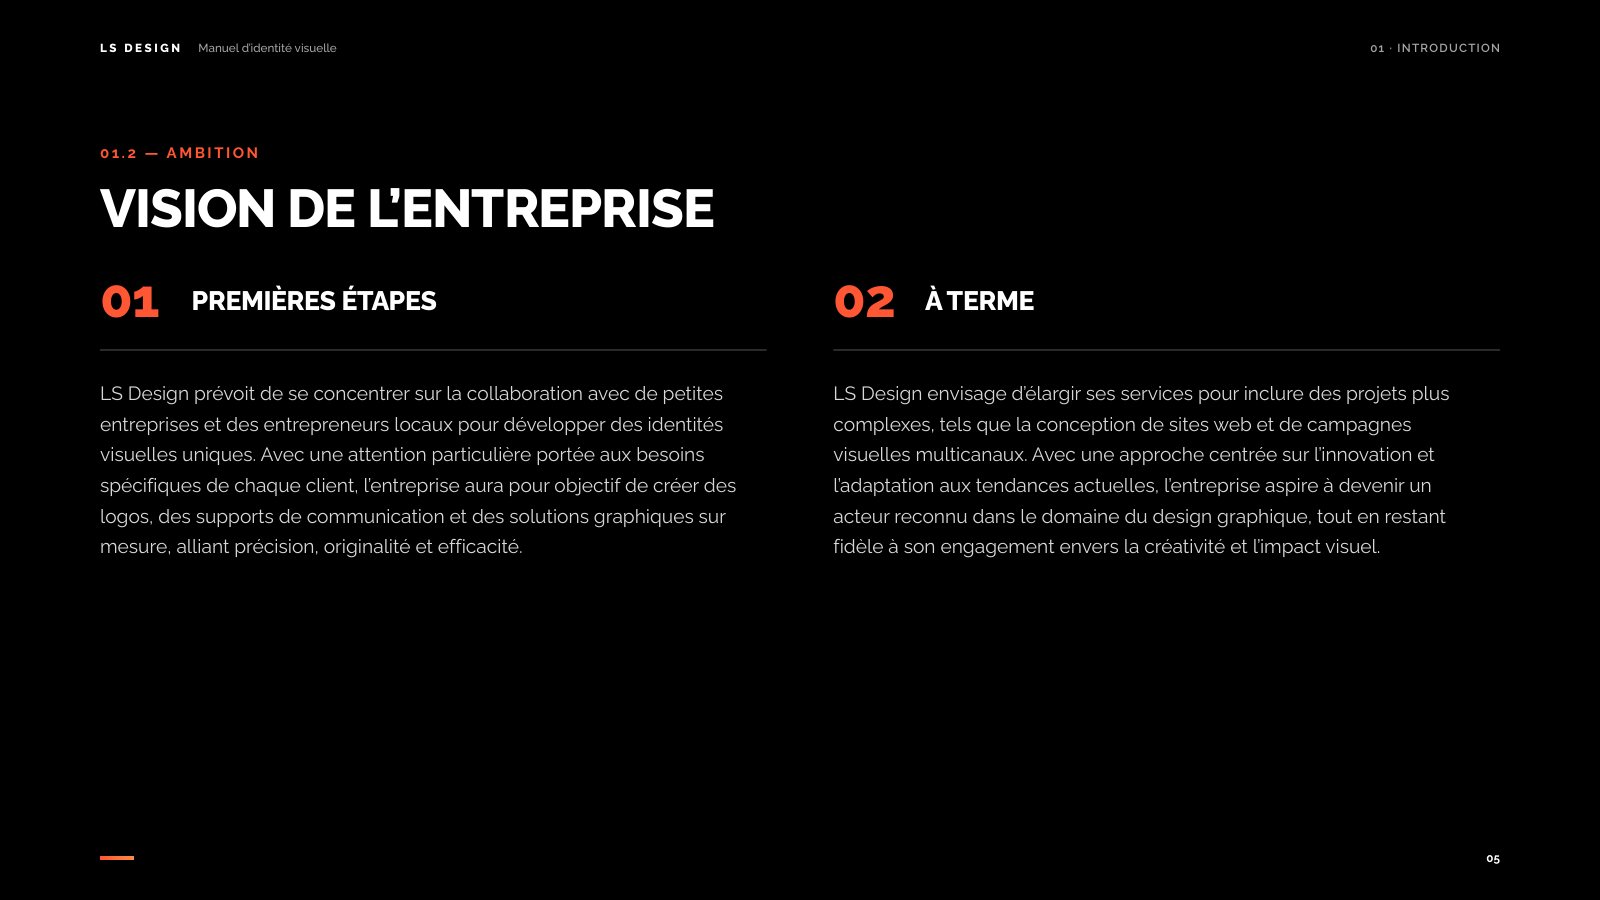 LS DESIGN Manuel d’identité visuelle
01 · INTRODUCTION
01.2 — AMBITION
VISION DE L’ENTREPRISE
01 PREMIÈRES ÉTAPES
LS Design prévoit de se concentrer sur la collaboration avec de petites
entreprises et des entrepreneurs locaux pour développer des identités
visuelles uniques. Avec une attention particulière portée aux besoins
spécifiques de chaque client, l’entreprise aura pour objectif de créer des
logos, des supports de communication et des solutions graphiques sur
mesure, alliant précision, originalité et efficacité.
02 À TERME
LS Design envisage d’élargir ses services pour inclure des projets plus
complexes, tels que la conception de sites web et de campagnes
visuelles multicanaux. Avec une approche centrée sur l’innovation et
l’adaptation aux tendances actuelles, l’entreprise aspire à devenir un
acteur reconnu dans le domaine du design graphique, tout en restant
fidèle à son engagement envers la créativité et l’impact visuel.
05